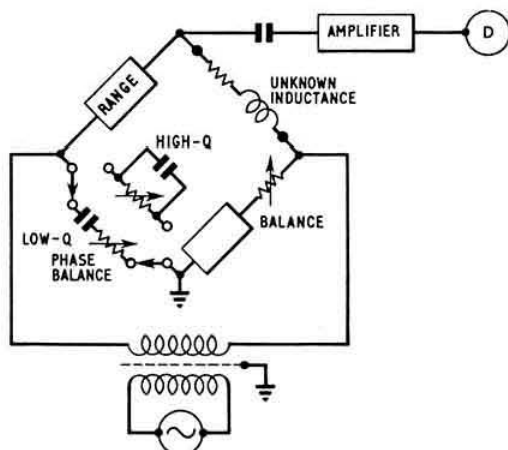 AMPLIFIER
D
RANGE
UNKNOWN
INDUCTANCE
HIGH-Q
LOW-Q
PHASE
BALANCE
BALANCE